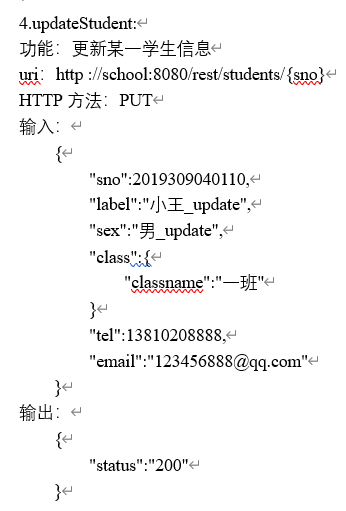 4.updateStudent:
功能：更新某一学生信息
uri：http ://school:8080/rest/students/{sno}
HTTP 方法：PUT
输入：
{
"sno":2019309040110,
"label":"小王_update",
"sex":"男_update",
"class":{
"classname":"一班"
}
"tel":13810208888,
"email":"123456888@qq.com"
}
输出：
{
"status":"200"
}